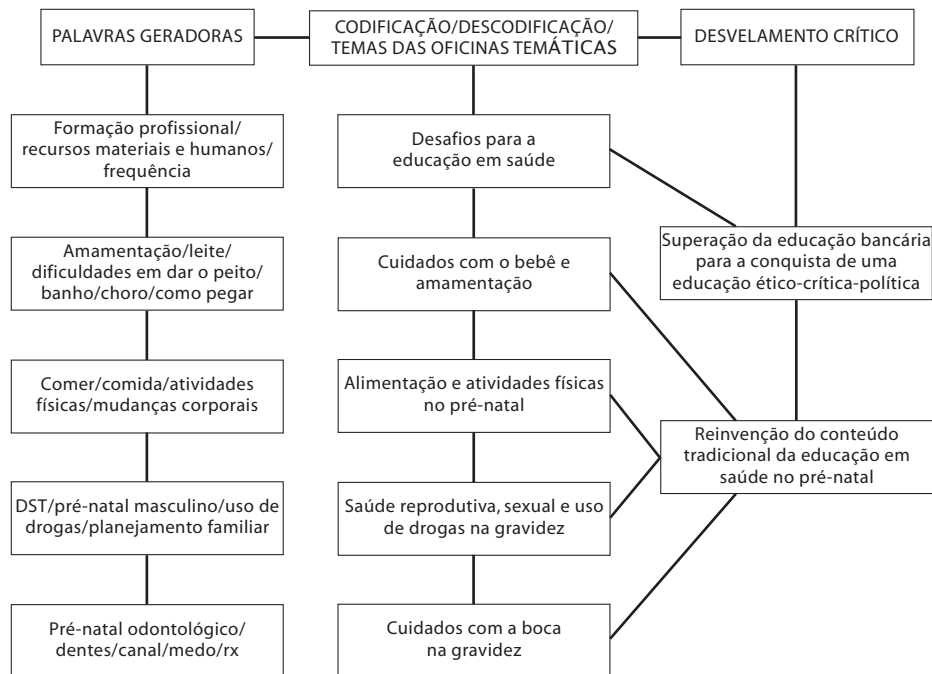 PALAVRAS GERADORAS
CODIFICAÇÃO/DESCODIFICAÇÃO/
TEMAS DAS OFICINAS TEMÁTICAS
DESVELAMENTO CRÍTICO
Formação profissional/
recursos materiais e humanos/
frequência
Desafios para a
educação em saúde
Amamentação/leite/
dificuldades em dar o peito/
banho/choro/como pegar
Cuidados com o bebê e
amamentação
Superação da educação bancária
para a conquista de uma
educação ético-crítica-política
Comer/comida/atividades
físicas/mudanças corporais
Alimentação e atividades físicas
no pré-natal
Reinvenção do conteúdo
tradicional da educação em
saúde no pré-natal
DST/pré-natal masculino/uso de
drogas/planejamento familiar
Saúde reprodutiva, sexual e uso
de drogas na gravidez
Pré-natal odontológico/
dentes/canal/medo/rx
Cuidados com a boca
na gravidez